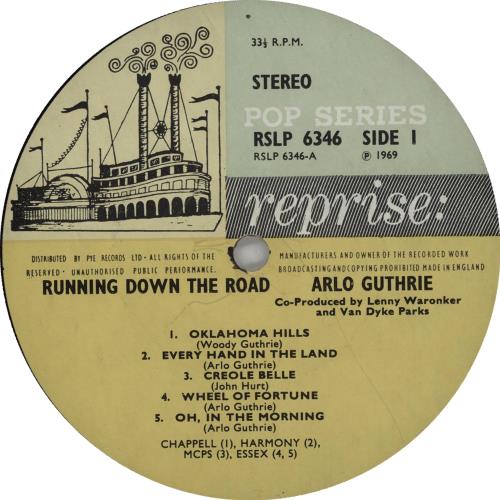 33⅓ R.P.M.
STEREO
POP SERIES
RSLP 6346 SIDE 1
RSLP 6346-A ℗ 1969
reprise:
DISTRIBUTED BY PYE RECORDS LTD · ALL RIGHTS OF THE MANUFACTURERS AND OWNER OF THE RECORDED WORK
RESERVED · UNAUTHORISED PUBLIC PERFORMANCE. BROADCASTING AND COPYING PROHIBITED MADE IN ENGLAND
RUNNING DOWN THE ROAD ARLO GUTHRIE
Co-Produced by Lenny Waronker
and Van Dyke Parks
1. OKLAHOMA HILLS
(Woody Guthrie)
2. EVERY HAND IN THE LAND
(Arlo Guthrie)
3. CREOLE BELLE
(John Hurt)
4. WHEEL OF FORTUNE
(Arlo Guthrie)
5. OH, IN THE MORNING
(Arlo Guthrie)
CHAPPELL (1), HARMONY (2),
MCPS (3), ESSEX (4, 5)